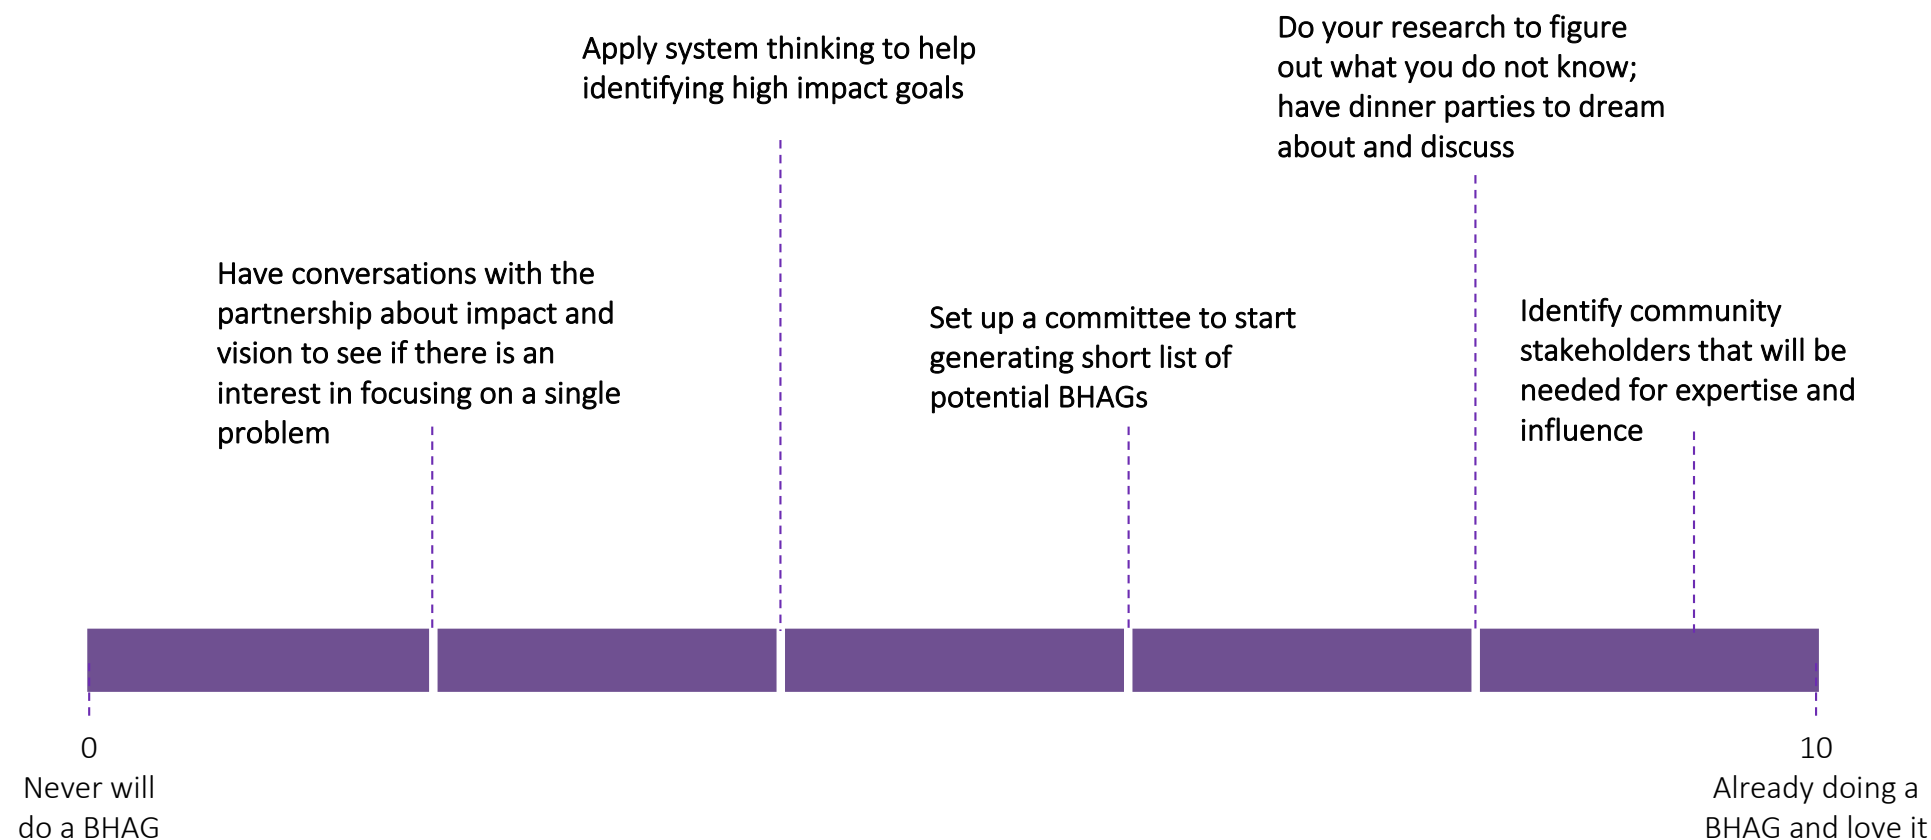 Apply system thinking to help
identifying high impact goals
Do your research to figure
out what you do not know;
have dinner parties to dream
about and discuss
Have conversations with the
partnership about impact and
vision to see if there is an
interest in focusing on a single
problem
Set up a committee to start
generating short list of
potential BHAGs
Identify community
stakeholders that will be
needed for expertise and
influence
0
Never will
do a BHAG
10
Already doing a
BHAG and love it